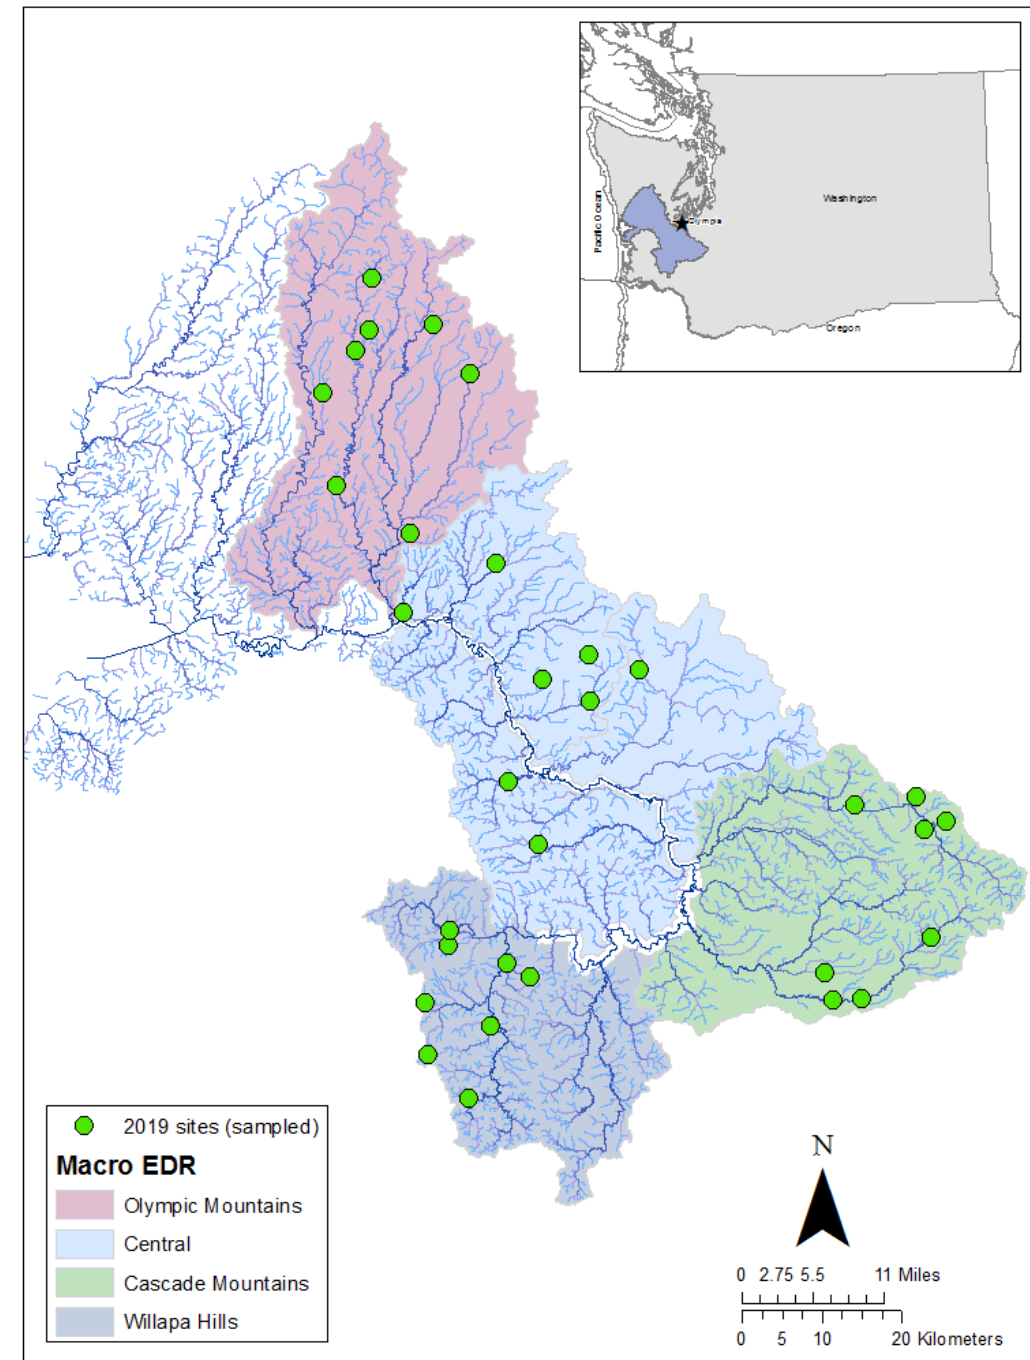 Washington
Pacific Ocean
Olympia
Oregon
2019 sites (sampled)
Macro EDR
Olympic Mountains
Central
Cascade Mountains
Willapa Hills
N
0 2.75 5.5 11 Miles
0 5 10 20 Kilometers